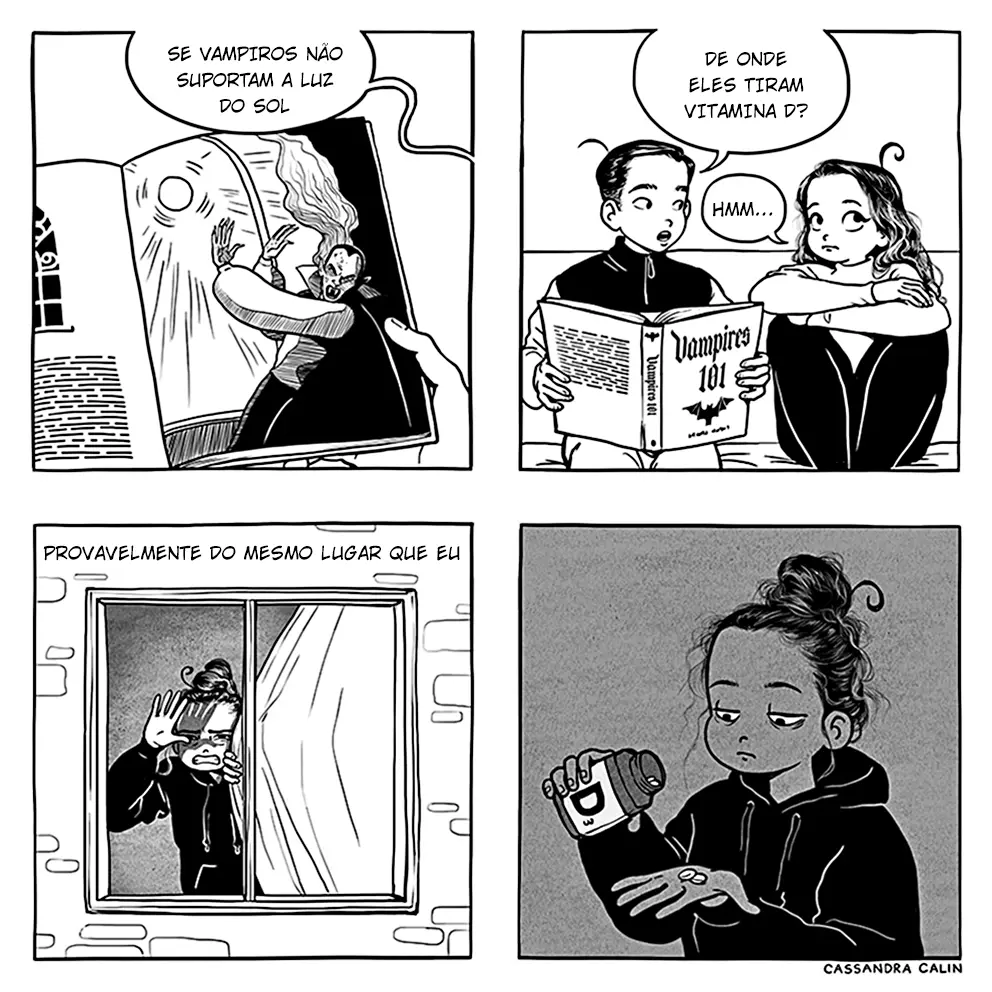 SE VAMPIROS NÃO
SUPORTAM A LUZ
DO SOL
DE ONDE
ELES TIRAM
VITAMINA D?
HMM...
Vampires
101
Vampires 101
PROVAVELMENTE DO MESMO LUGAR QUE EU
D
CASSANDRA CALIN